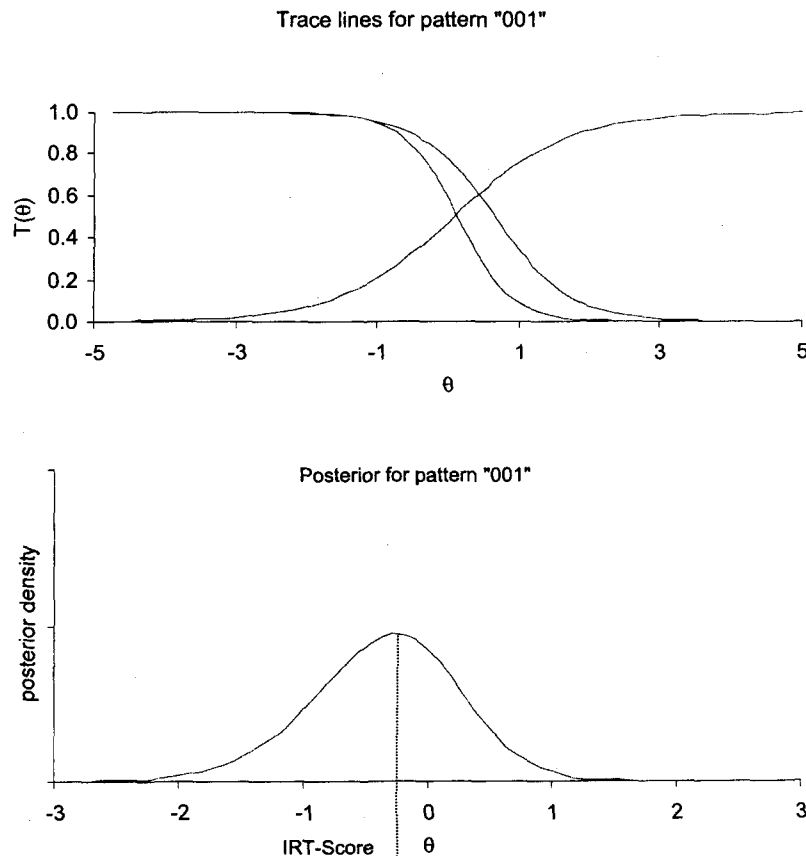 Trace lines for pattern "001"
T(θ)
1.0
0.8
0.6
0.4
0.2
0.0
-5 -3 -1 1 3 5
θ
Posterior for pattern "001"
posterior density
-3 -2 -1 0 1 2 3
IRT-Score θ